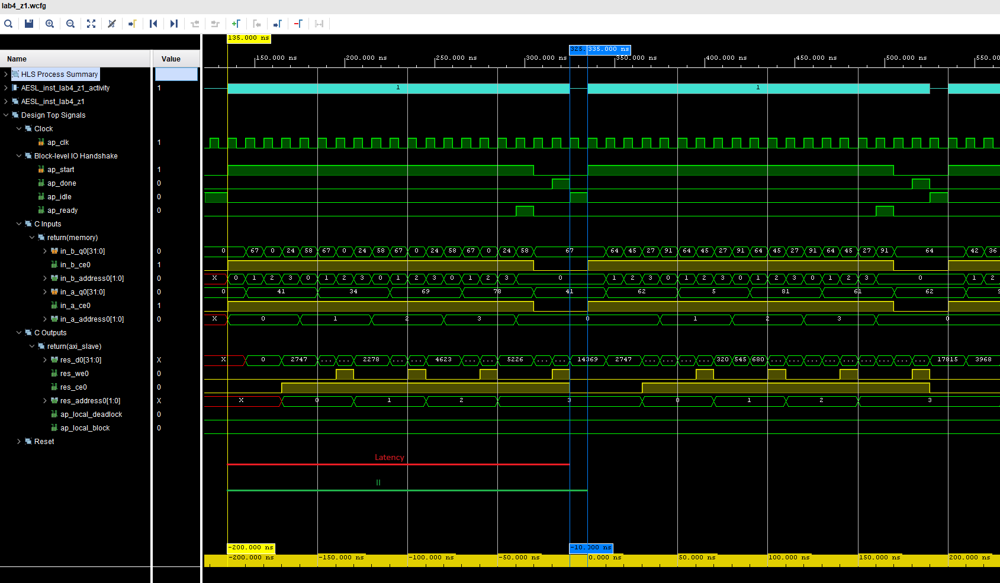 lab4_z1.wcfg
135.000 ns
325. 335.000 ns
Name Value
150.000 ns 200.000 ns 250.000 ns 300.000 ns 350.000 ns 400.000 ns 450.000 ns 500.000 ns 550.0
HLS Process Summary
AESL_inst_lab4_z1_activity 1 1 1
AESL_inst_lab4_z1
Design Top Signals
Clock
ap_clk 1
Block-level IO Handshake
ap_start 1
ap_done 0
ap_idle 0
ap_ready 0
C Inputs
return(memory)
in_b_q0[31:0] 0 0 67 0 24 58 67 0 24 58 67 0 24 58 67 0 24 58 67 64 45 27 91 64 45 27 91 64 45 27 91 64 45 27 91 64 42 36
in_b_ce0 1
in_b_address0[1:0] 0 X 0 1 2 3 0 1 2 3 0 1 2 3 0 1 2 3 0 1 2 3 0 1 2 3 0 1 2 3 0 1 2 3 0 1 2
in_a_q0[31:0] 0 0 41 34 69 78 41 62 5 81 61 62
in_a_ce0 1
in_a_address0[1:0] 0 X 0 1 2 3 0 1 2 3 0
C Outputs
return(axi_slave)
res_d0[31:0] X X 0 2747 ... ... 2278 ... ... 4623 ... ... 5226 ... ... 14369 2747 ... ... ... ... 320 545 680 ... ... ... ... ... ... ... ... ... 17815 3968
res_we0 0
res_ce0 0
res_address0[1:0] X X 0 1 2 3 0 1 2 3
ap_local_deadlock 0
ap_local_block 0
Reset
Latency
II
-200.000 ns -10.000 ns
-200.000 ns -150.000 ns -100.000 ns -50.000 ns 0.000 ns 50.000 ns 100.000 ns 150.000 ns 200.000 ns